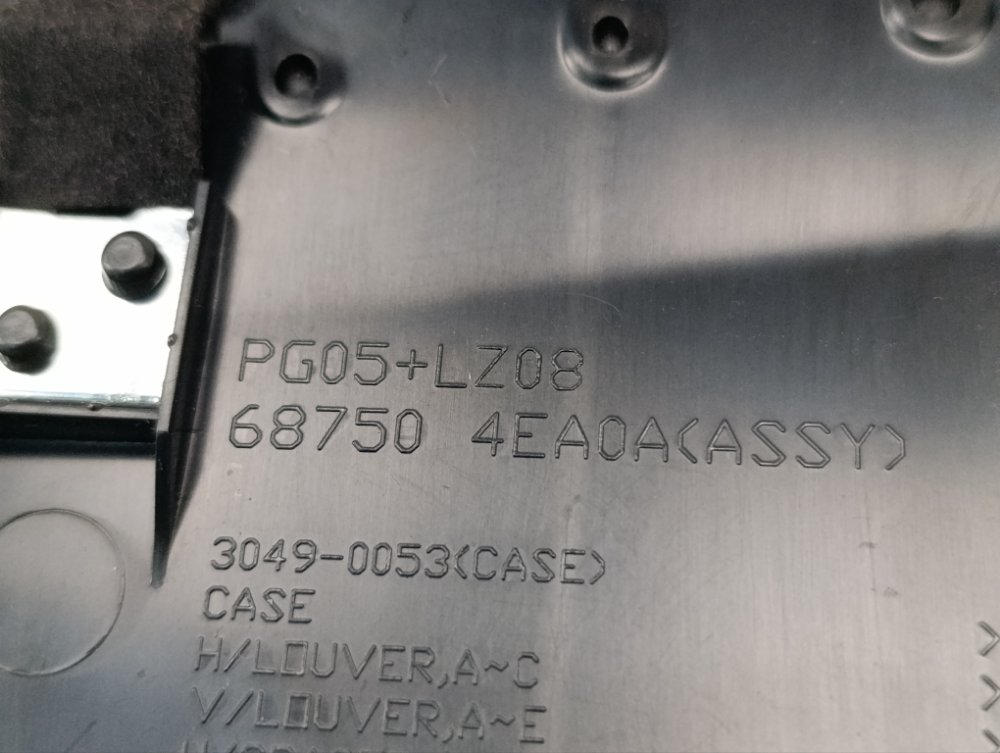 PG05+LZ08
68750 4EA0A(ASSY)
3049-0053(CASE)
CASE
H/LOUVER,A~C
V/LOUVER,A~E
>
>